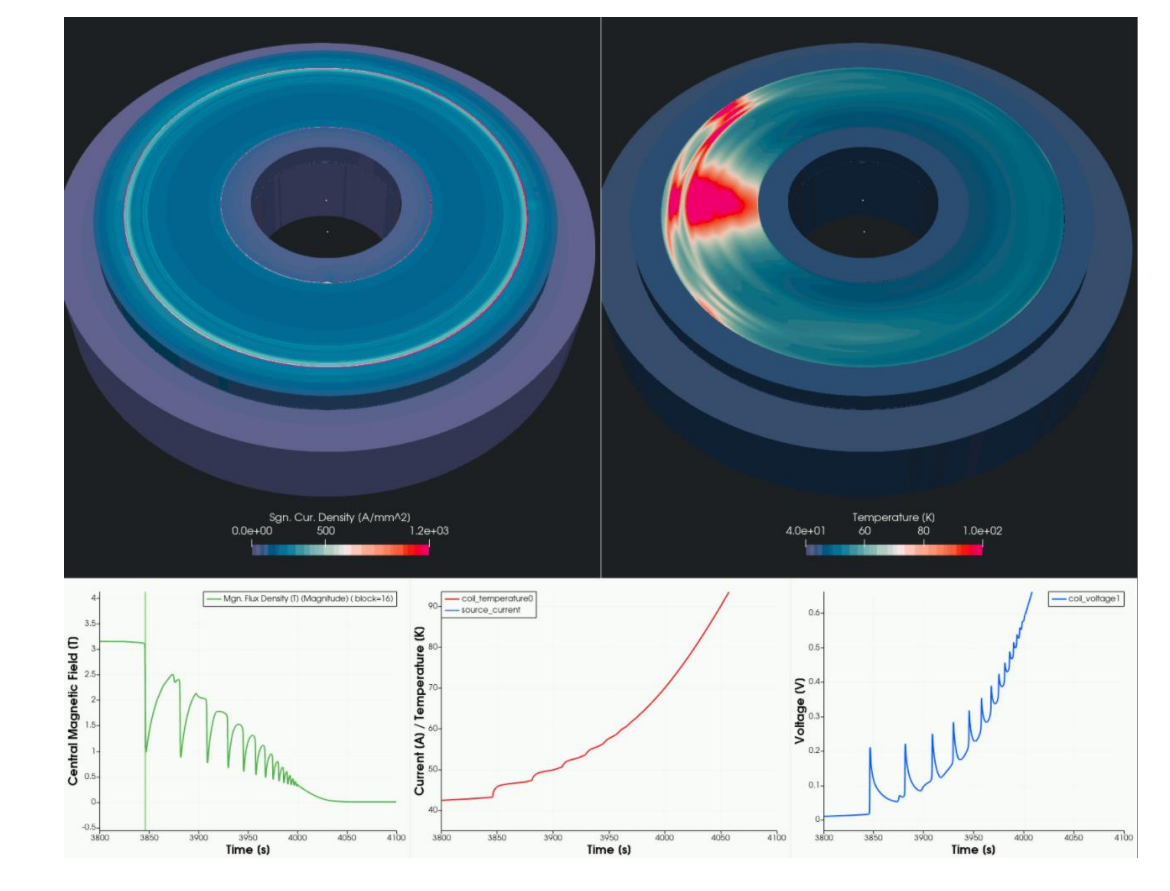 Sgn. Cur. Density (A/mm^2)
0.0e+00 500 1.2e+03
Temperature (K)
4.0e+01 60 80 1.0e+02
Mgn. Flux Density (T) (Magnitude) ( block=16)
Central Magnetic Field (T)
4
3.5
3
2.5
2
1.5
1
0.5
0
-0.5
3800 3850 3900 3950 4000 4050 4100
Time (s)
coil_temperature0
source_current
Current (A) / Temperature (K)
90
80
70
60
50
40
3800 3850 3900 3950 4000 4050 4100
Time (s)
coil_voltage1
Voltage (V)
0.6
0.5
0.4
0.3
0.2
0.1
0
3800 3850 3900 3950 4000 4050 4100
Time (s)